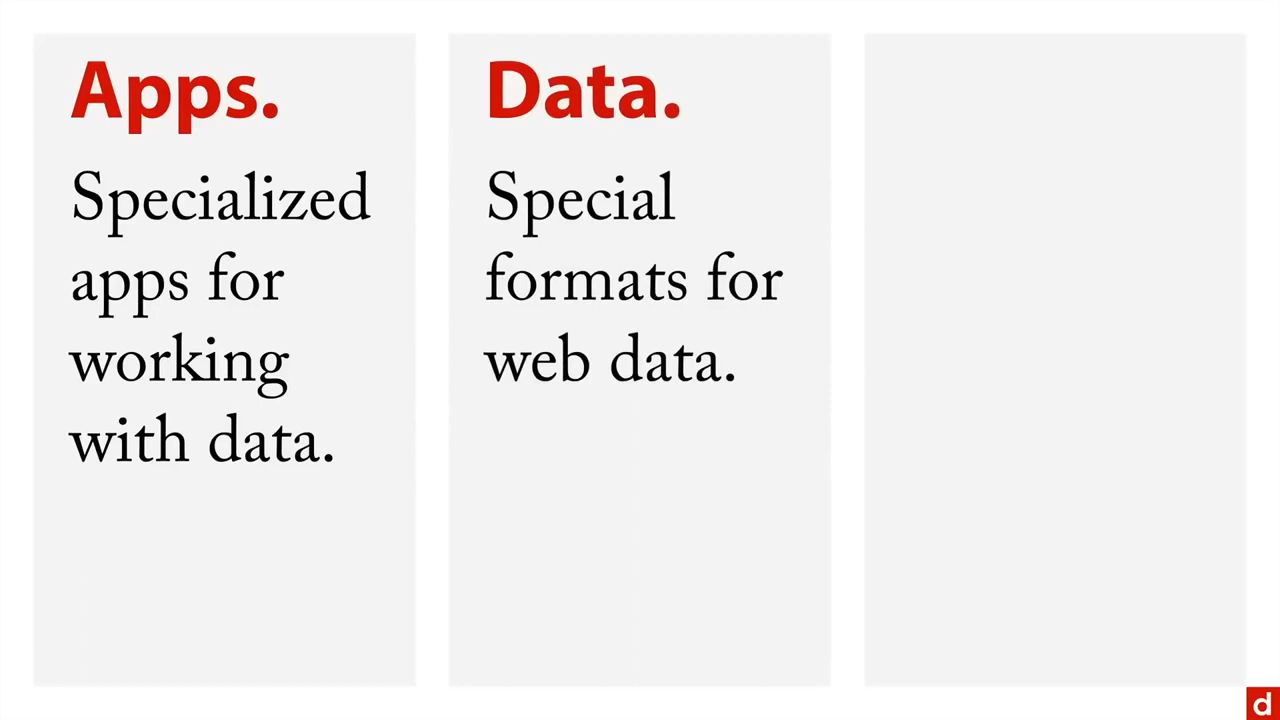 Apps.
Specialized
apps for
working
with data.
Data.
Special
formats for
web data.
d